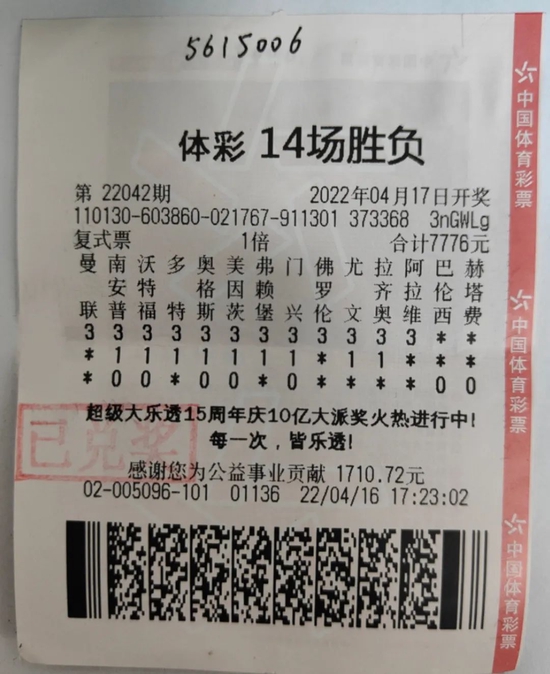 5615006
体彩 14场胜负
第 22042期 2022年04月17日开奖
110130-603860-021767-911301 373368 3nGWLg
复式票 1倍 合计7776元
曼 南 沃 多 奥 美 弗 门 佛 尤 拉 阿 巴 赫
安 特 格 因 赖 罗 齐 拉 伦 塔
联 普 福 特 斯 茨 堡 兴 伦 文 奥 维 西 费
3 3 3 3 3 3 3 3 3 3 3 3 * *
* 1 1 1 1 1 1 1 * 1 1 * * *
* 0 0 * 0 0 * 0 * * * * 0 0
超级大乐透15周年庆10亿大派奖火热进行中!
每一次，皆乐透!
已兑奖
感谢您为公益事业贡献 1710.72元
02-005096-101 01136 22/04/16 17:23:02
中国体育彩票
中国体育彩票
中国体育彩票